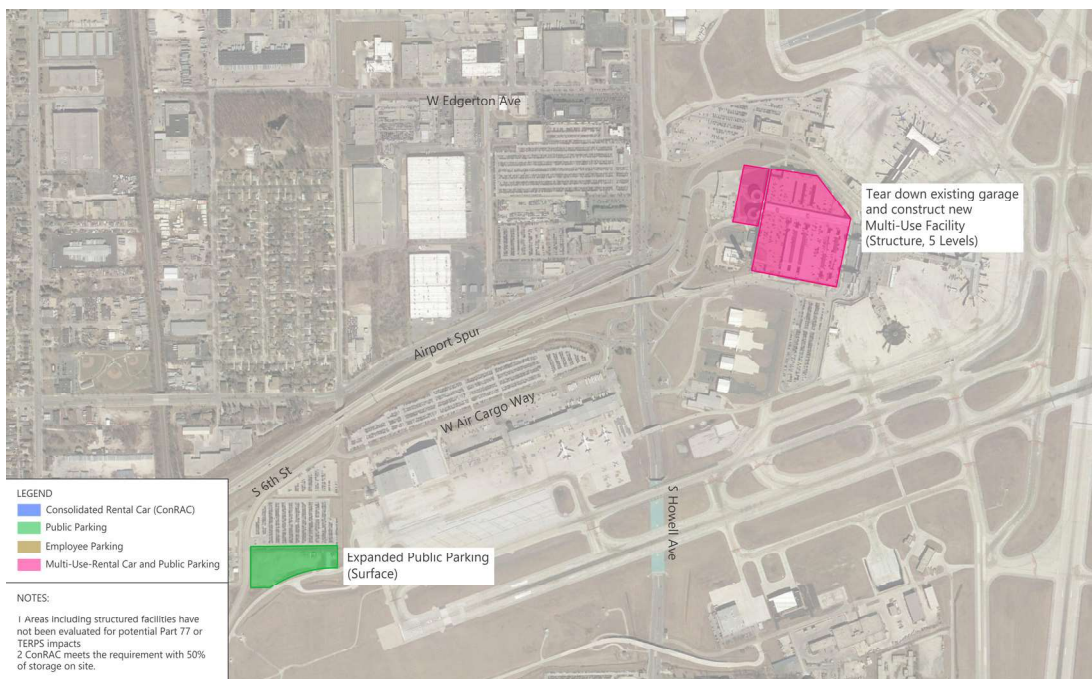 W Edgerton Ave
Tear down existing garage
and construct new
Multi-Use Facility
(Structure, 5 Levels)
Airport Spur
W Air Cargo Way
S 6th St
S Howell Ave
Expanded Public Parking
(Surface)
LEGEND
Consolidated Rental Car (ConRAC)
Public Parking
Employee Parking
Multi-Use-Rental Car and Public Parking
NOTES:
1 Areas including structured facilities have
not been evaluated for potential Part 77 or
TERPS impacts
2 ConRAC meets the requirement with 50%
of storage on site.